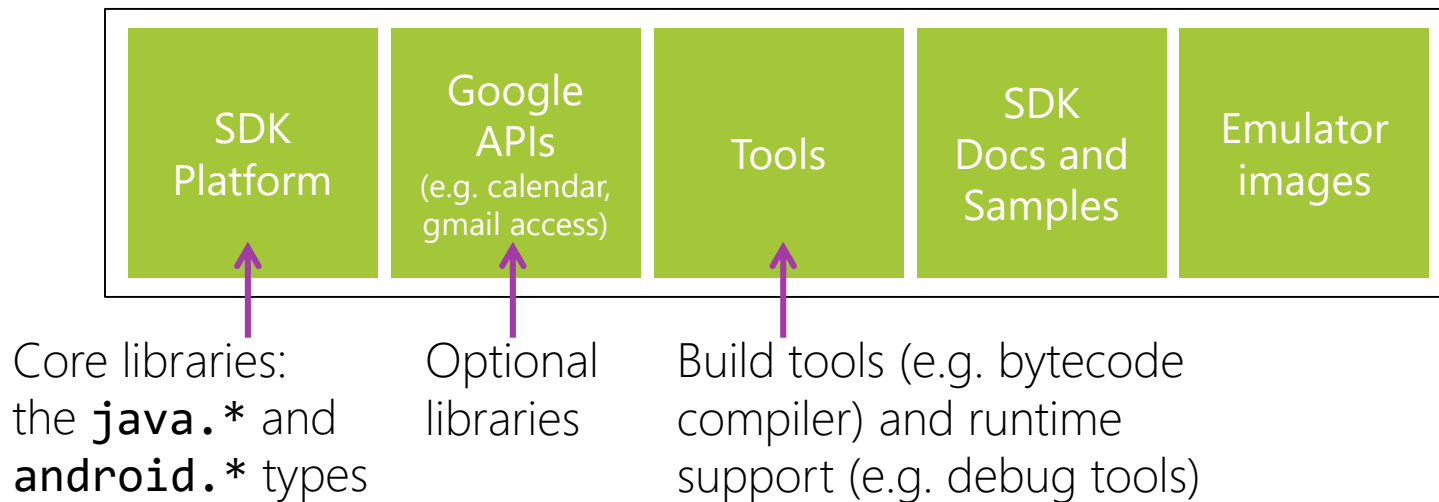 SDK
Platform
Google
APIs
(e.g. calendar,
gmail access)
Tools
SDK
Docs and
Samples
Emulator
images
Core libraries:
the java.* and
android.* types
Optional
libraries
Build tools (e.g. bytecode
compiler) and runtime
support (e.g. debug tools)